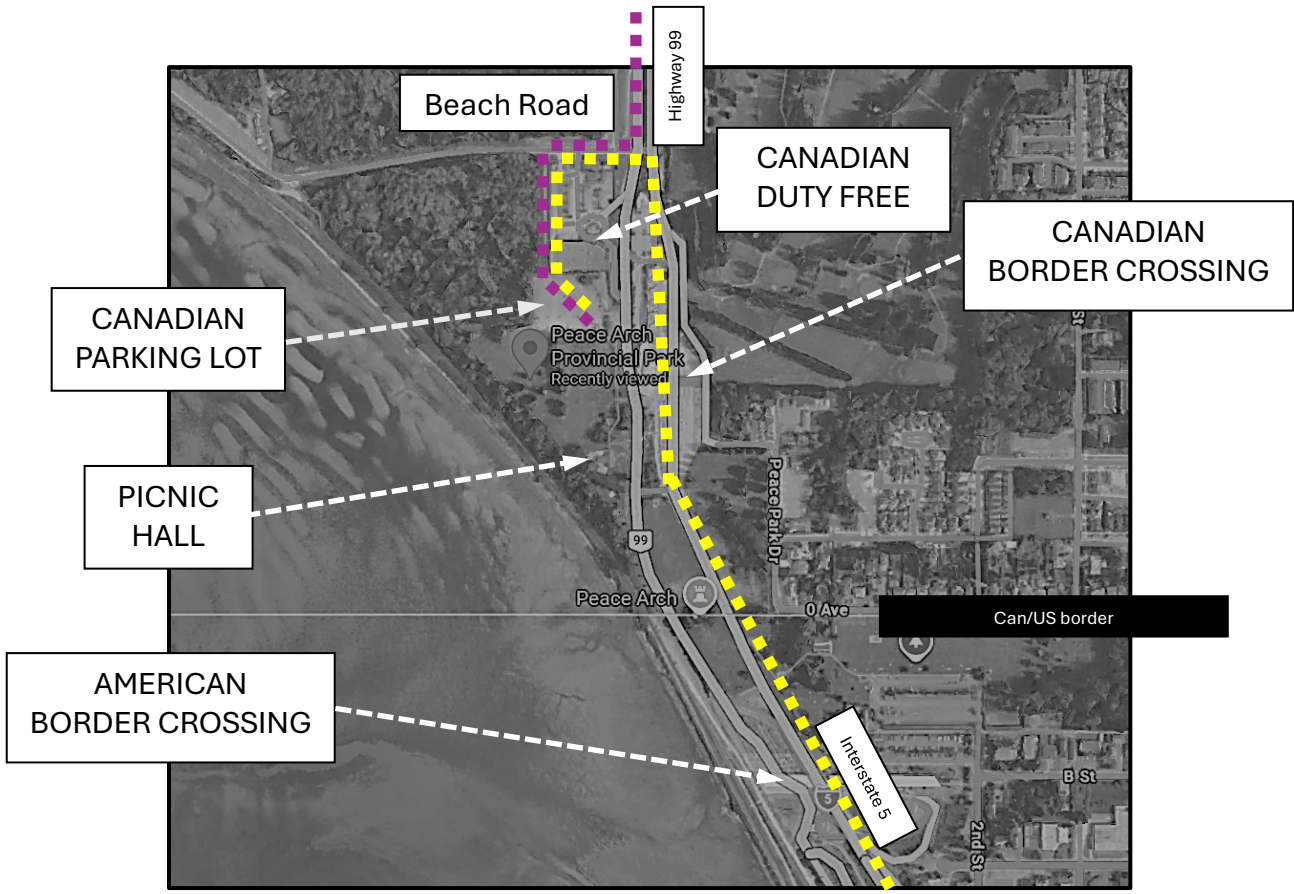 Highway 99
Beach Road
CANADIAN
DUTY FREE
CANADIAN
BORDER CROSSING
St
CANADIAN
PARKING LOT
Peace Arch
Provincial Park
Recently viewed
PICNIC
HALL
Peace Park Dr
99
Peace Arch
0 Ave
Can/US border
AMERICAN
BORDER CROSSING
Interstate 5
5
B St
2nd St